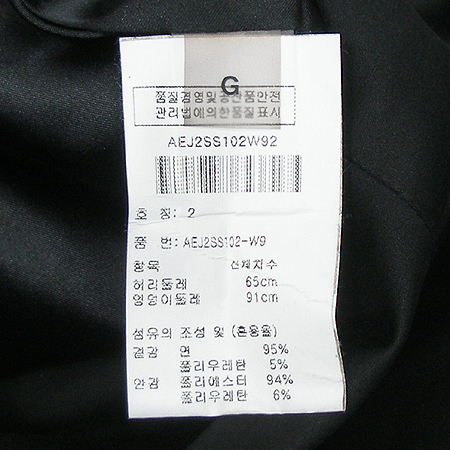 G
품질경영및공산품안전
관리법에의한품질표시
AEJ2SS102W92
호 칭: 2
품 번: AEJ2SS102-W9
항목 신체치수
허리둘레 65cm
엉덩이둘레 91cm
섬유의 조성 및 (혼용율)
겉감 면 95%
폴리우레탄 5%
안감 폴리에스터 94%
폴리우레탄 6%